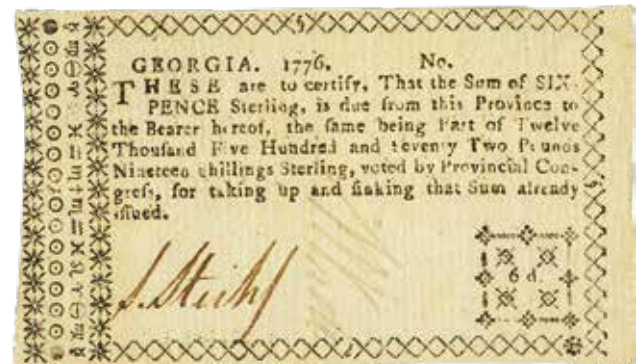 GEORGIA. 1776. No.
THESE are to certify, That the Sum of SIX-
PENCE Sterling, is due from this Province to
the Bearer hereof, the ſame being Part of Twelve
Thouſand Five Hundred and ſeventy Two Pounds
Nineteen ſhillings Sterling, voted by Provincial Con-
greſs, for taking up and ſinking that Sum already
iſſued.
6 d.